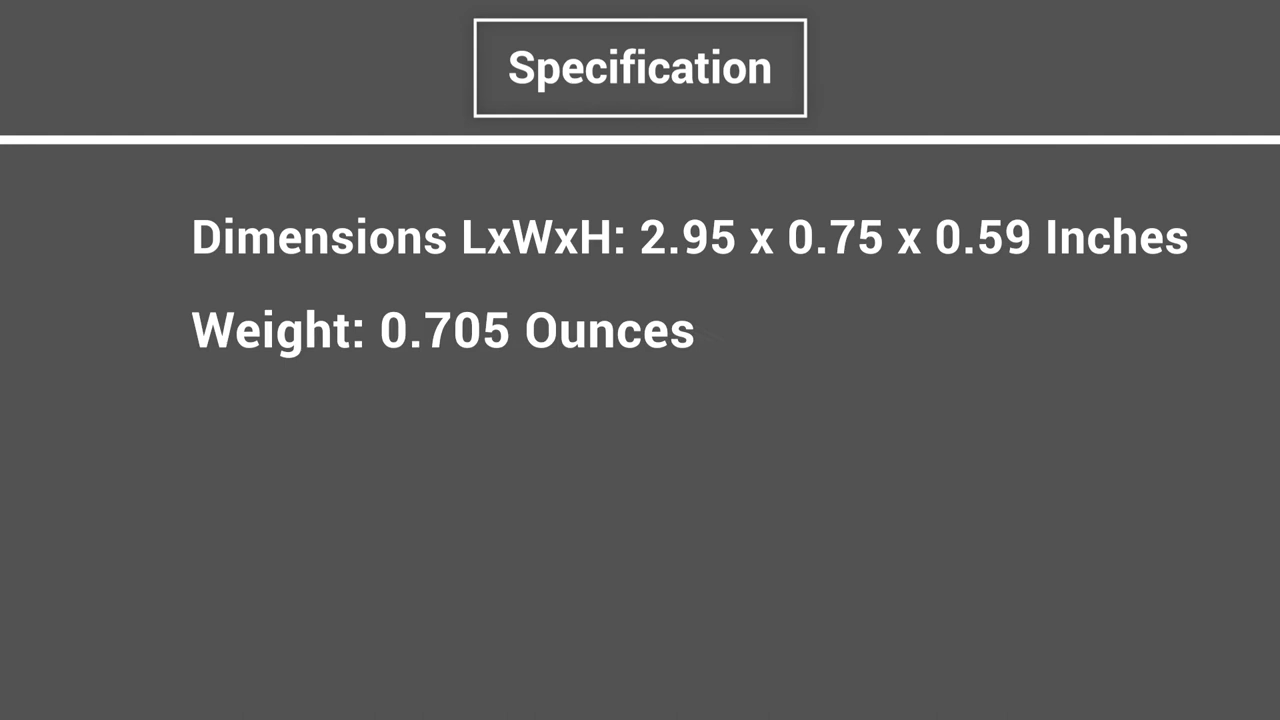 Specification
Dimensions LxWxH: 2.95 x 0.75 x 0.59 Inches
Weight: 0.705 Ounces